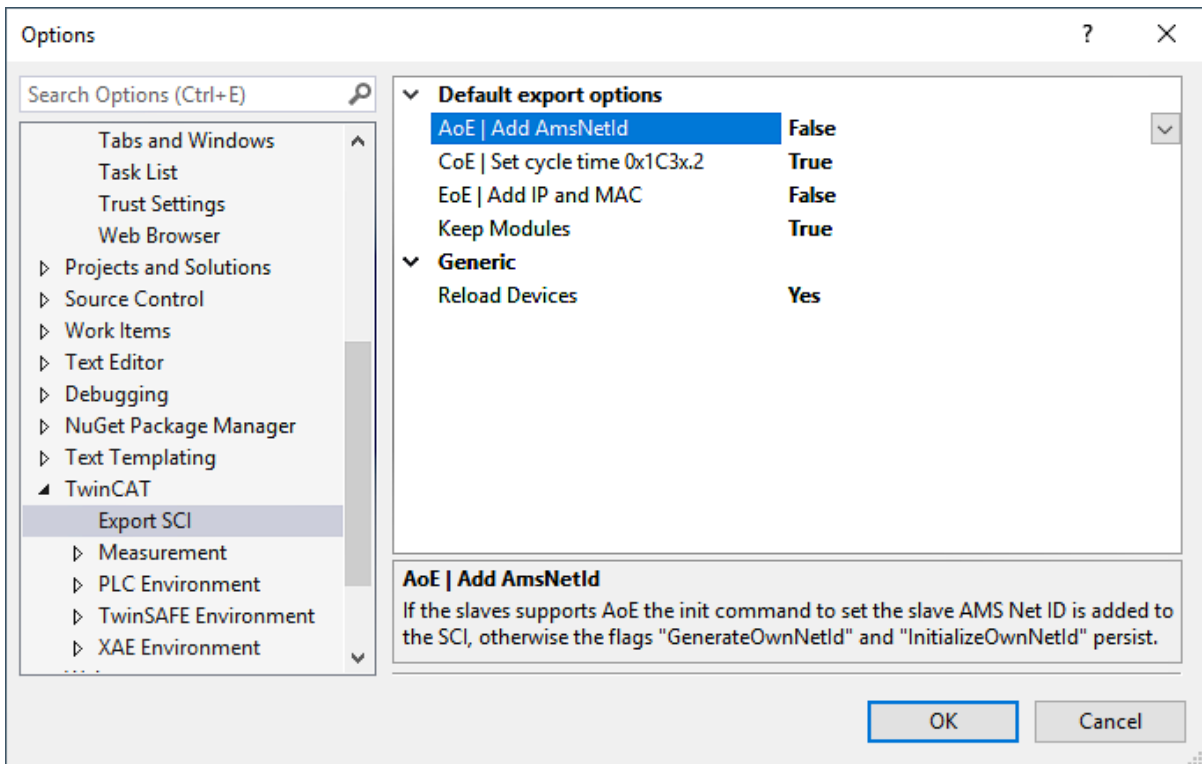 Options
?
Search Options (Ctrl+E)
Tabs and Windows
Task List
Trust Settings
Web Browser
Projects and Solutions
Source Control
Work Items
Text Editor
Debugging
NuGet Package Manager
Text Templating
TwinCAT
Export SCI
Measurement
PLC Environment
TwinSAFE Environment
XAE Environment
Default export options
AoE | Add AmsNetId False
CoE | Set cycle time 0x1C3x.2 True
EoE | Add IP and MAC False
Keep Modules True
Generic
Reload Devices Yes
AoE | Add AmsNetId
If the slaves supports AoE the init command to set the slave AMS Net ID is added to
the SCI, otherwise the flags "GenerateOwnNetId" and "InitializeOwnNetId" persist.
OK Cancel